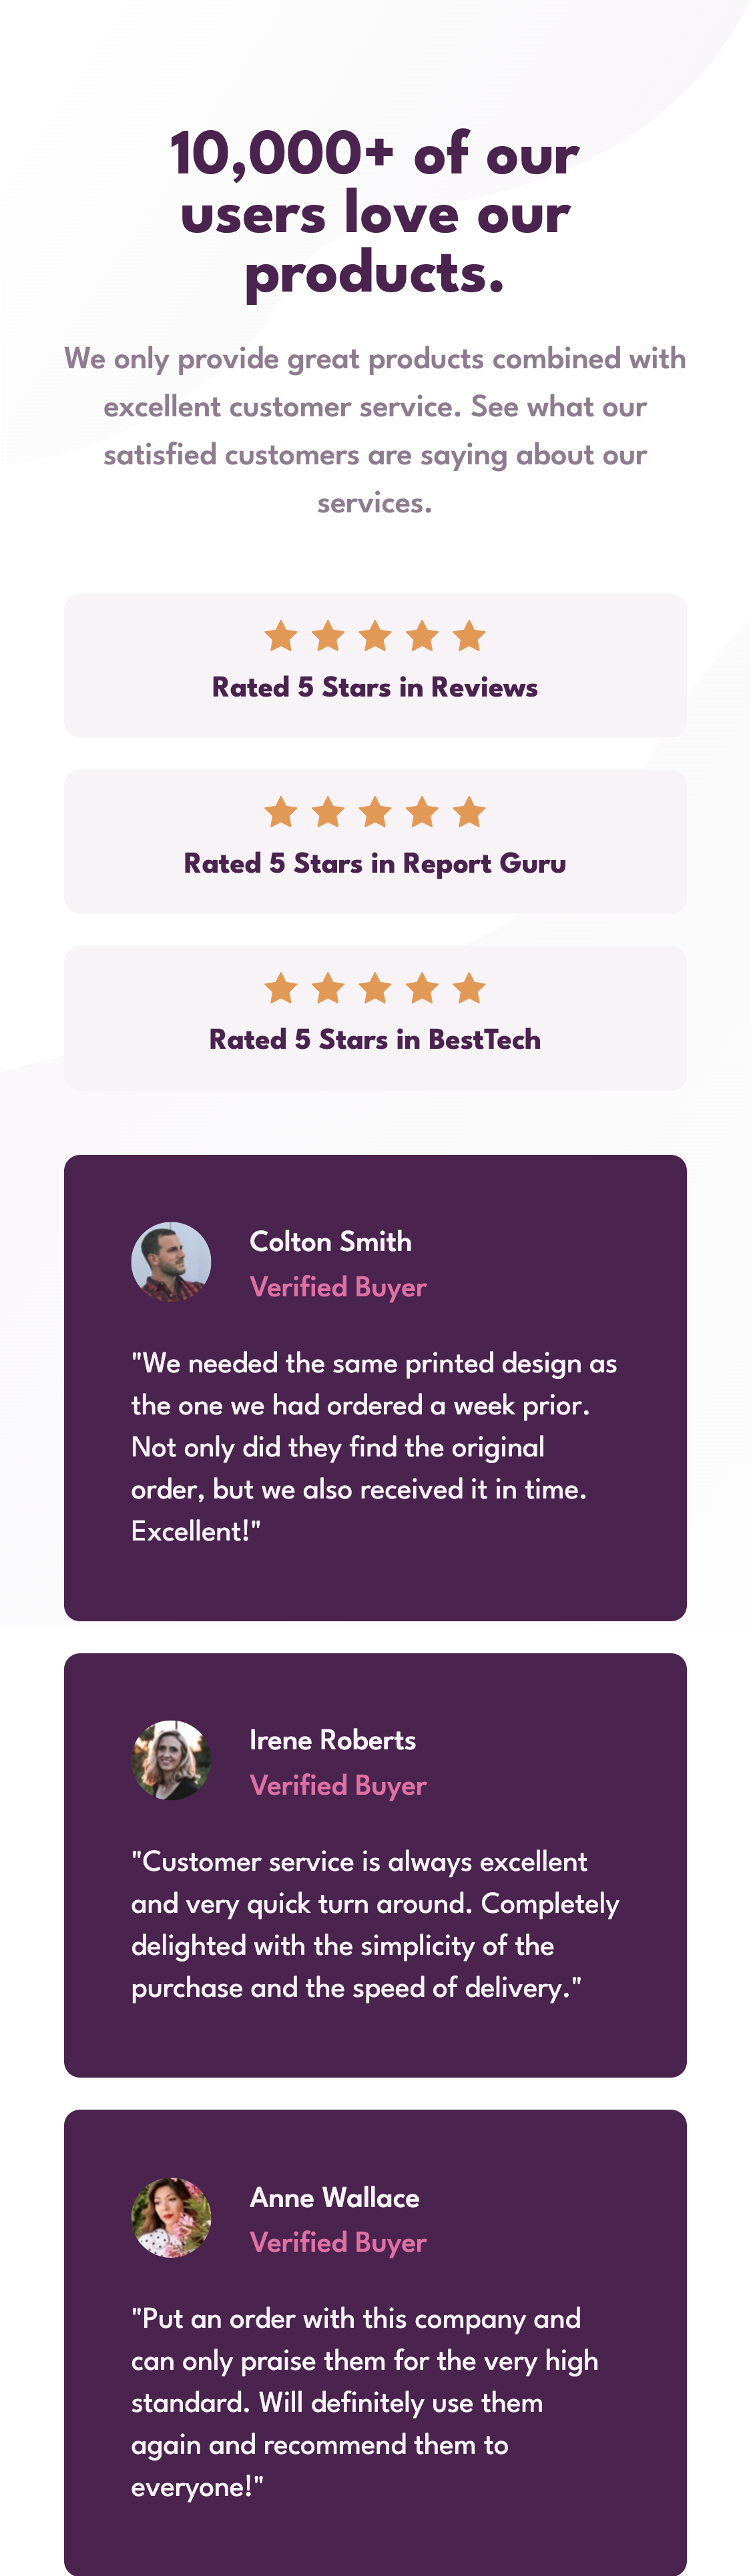 10,000+ of our
users love our
products.
We only provide great products combined with
excellent customer service. See what our
satisfied customers are saying about our
services.
Rated 5 Stars in Reviews
Rated 5 Stars in Report Guru
Rated 5 Stars in BestTech
Colton Smith
Verified Buyer
"We needed the same printed design as
the one we had ordered a week prior.
Not only did they find the original
order, but we also received it in time.
Excellent!"
Irene Roberts
Verified Buyer
"Customer service is always excellent
and very quick turn around. Completely
delighted with the simplicity of the
purchase and the speed of delivery."
Anne Wallace
Verified Buyer
"Put an order with this company and
can only praise them for the very high
standard. Will definitely use them
again and recommend them to
everyone!"